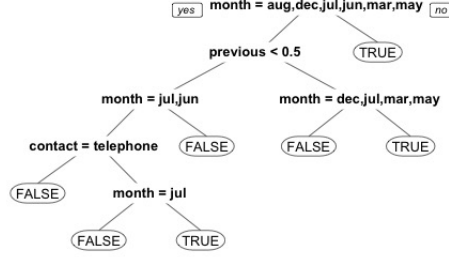 yes month = aug,dec,jul,jun,mar,may no
previous < 0.5 TRUE
month = jul,jun month = dec,jul,mar,may
contact = telephone FALSE FALSE TRUE
FALSE month = jul
FALSE TRUE